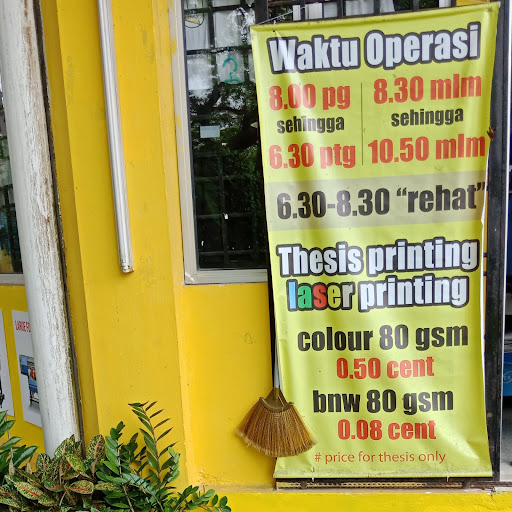 Waktu Operasi
8.00 pg 8.30 mlm
sehingga sehingga
6.30 ptg 10.50 mlm
6.30-8.30 “rehat”
Thesis printing
laser printing
colour 80 gsm
0.50 cent
bnw 80 gsm
0.08 cent
# price for thesis only
2